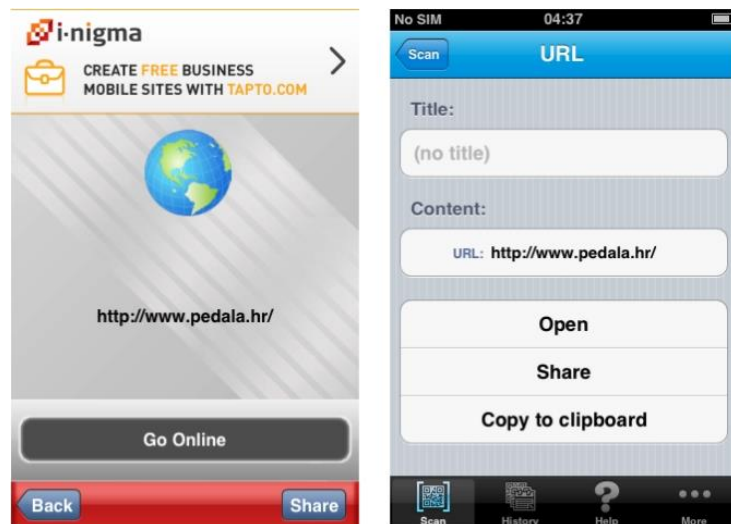 i-nigma
CREATE FREE BUSINESS
MOBILE SITES WITH TAPTO.COM
http://www.pedala.hr/
Go Online
Back
Share
No SIM
04:37
Scan
URL
Title:
(no title)
Content:
URL: http://www.pedala.hr/
Open
Share
Copy to clipboard
Scan
History
Help
More